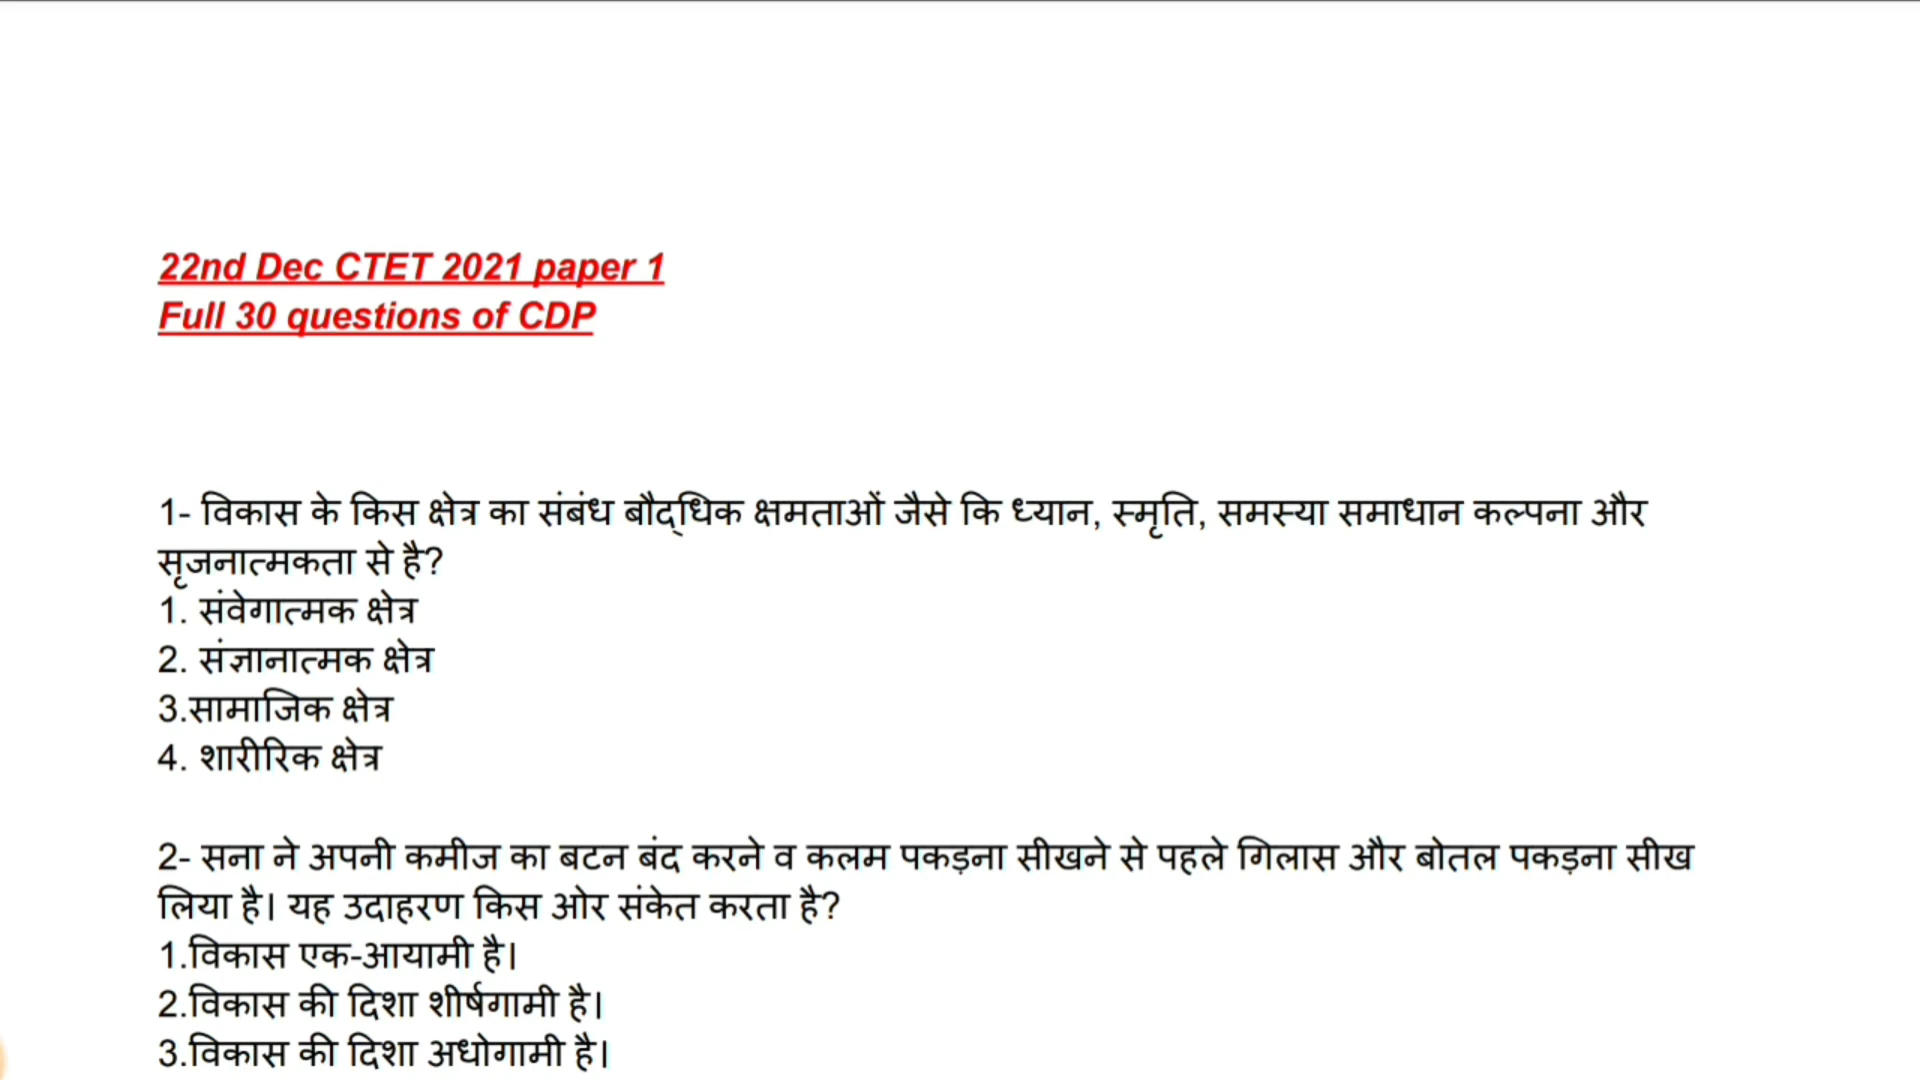 22nd Dec CTET 2021 paper 1
Full 30 questions of CDP
1- विकास के किस क्षेत्र का संबंध बौद्धिक क्षमताओं जैसे कि ध्यान, स्मृति, समस्या समाधान कल्पना और
सृजनात्मकता से है?
1. संवेगात्मक क्षेत्र
2. संज्ञानात्मक क्षेत्र
3.सामाजिक क्षेत्र
4. शारीरिक क्षेत्र
2- सना ने अपनी कमीज का बटन बंद करने व कलम पकड़ना सीखने से पहले गिलास और बोतल पकड़ना सीख
लिया है। यह उदाहरण किस ओर संकेत करता है?
1.विकास एक-आयामी है।
2.विकास की दिशा शीर्षगामी है।
3.विकास की दिशा अधोगामी है।